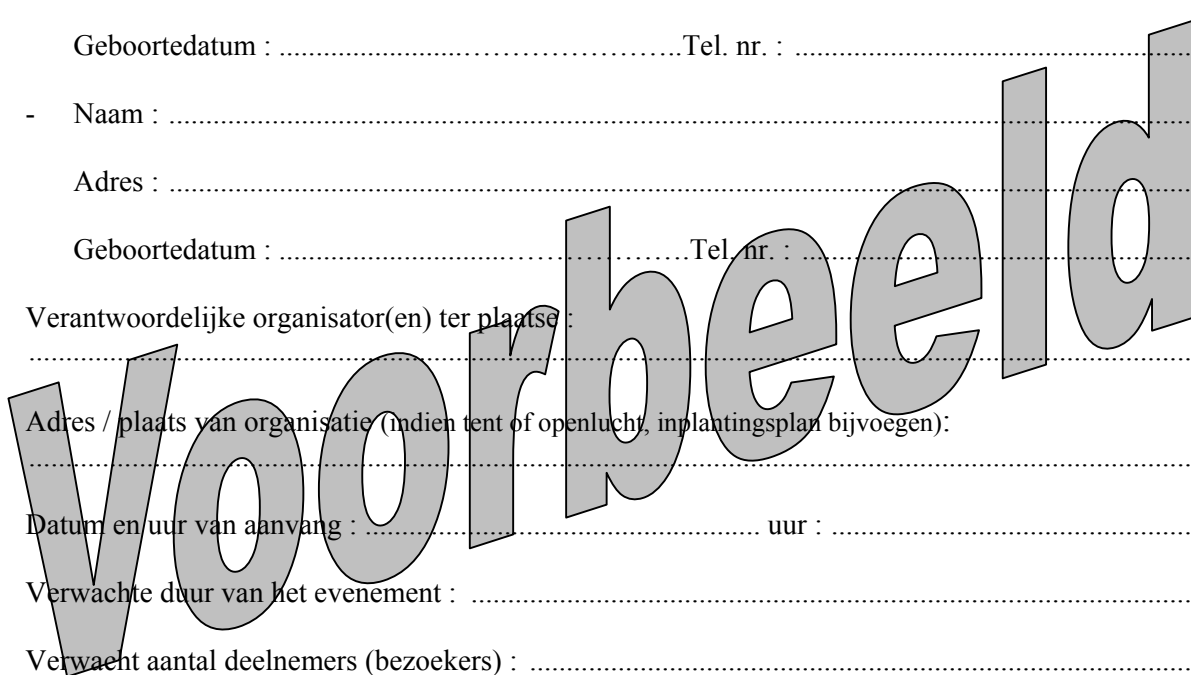 Geboortedatum : ..............................................................Tel. nr. : ......................................................
- Naam : ..............................................................................................................................
Adres : ..............................................................................................................................
Geboortedatum : ..............................................................Tel. nr. : ......................................................
Verantwoordelijke organisator(en) ter plaatse :
..............................................................................................................................
Adres / plaats van organisatie (indien tent of openlucht, inplantingsplan bijvoegen):
..............................................................................................................................
Datum en uur van aanvang : ........................................................... uur : ......................................................
Verwachte duur van het evenement : ..............................................................................................................
Verwacht aantal deelnemers (bezoekers) : ......................................................................................................
Voorbeeld